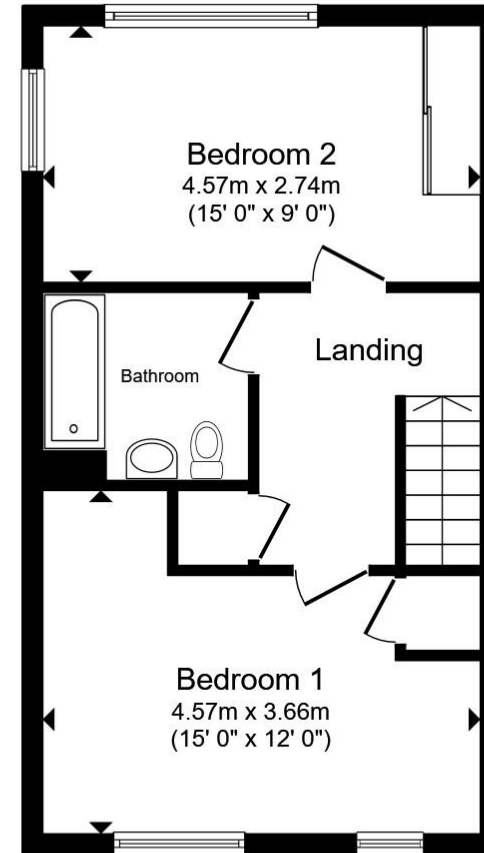 Bedroom 2
4.57m x 2.74m
(15' 0" x 9' 0")
Landing
Bathroom
Bedroom 1
4.57m x 3.66m
(15' 0" x 12' 0")